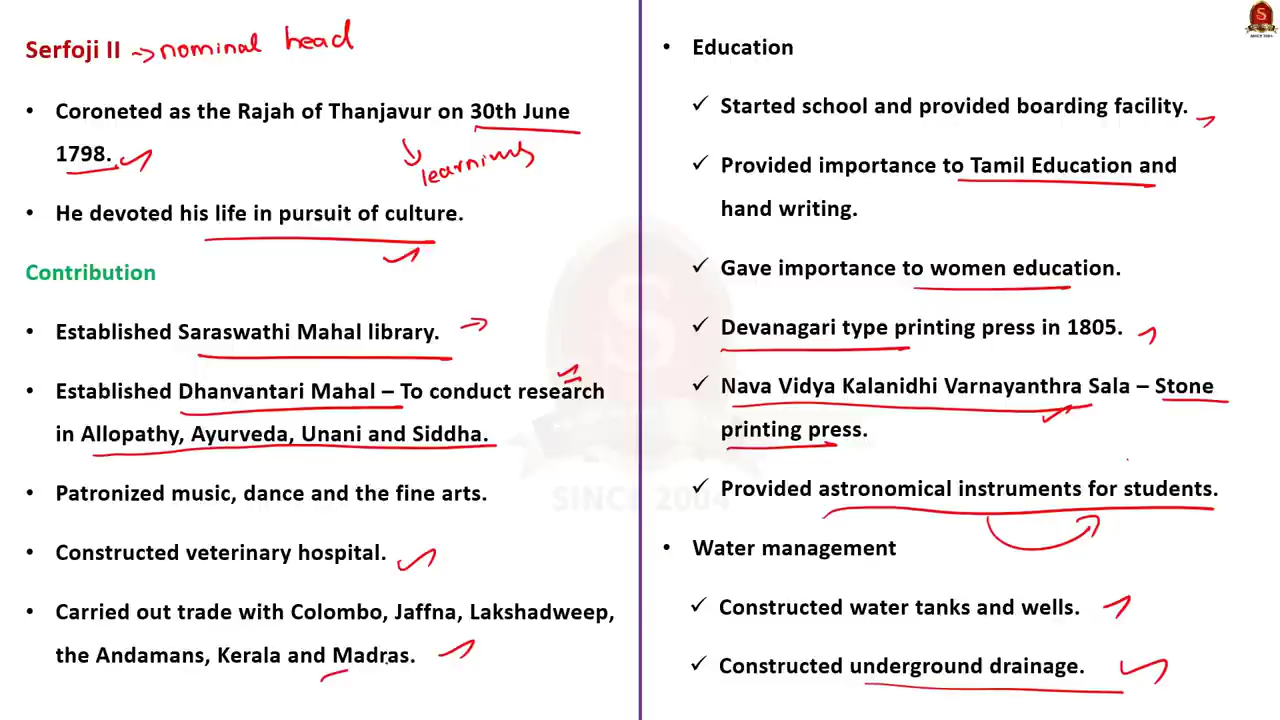 Serfoji II → nominal head
• Coroneted as the Rajah of Thanjavur on 30th June
1798.
learnings
• He devoted his life in pursuit of culture.
Contribution
• Established Saraswathi Mahal library.
• Established Dhanvantari Mahal – To conduct research
in Allopathy, Ayurveda, Unani and Siddha.
• Patronized music, dance and the fine arts.
• Constructed veterinary hospital.
• Carried out trade with Colombo, Jaffna, Lakshadweep,
the Andamans, Kerala and Madras.
• Education
✓ Started school and provided boarding facility.
✓ Provided importance to Tamil Education and
hand writing.
✓ Gave importance to women education.
✓ Devanagari type printing press in 1805.
✓ Nava Vidya Kalanidhi Varnayanthra Sala – Stone
printing press.
✓ Provided astronomical instruments for students.
• Water management
✓ Constructed water tanks and wells.
✓ Constructed underground drainage.
S
SINCE 2004
S
SINCE 2004